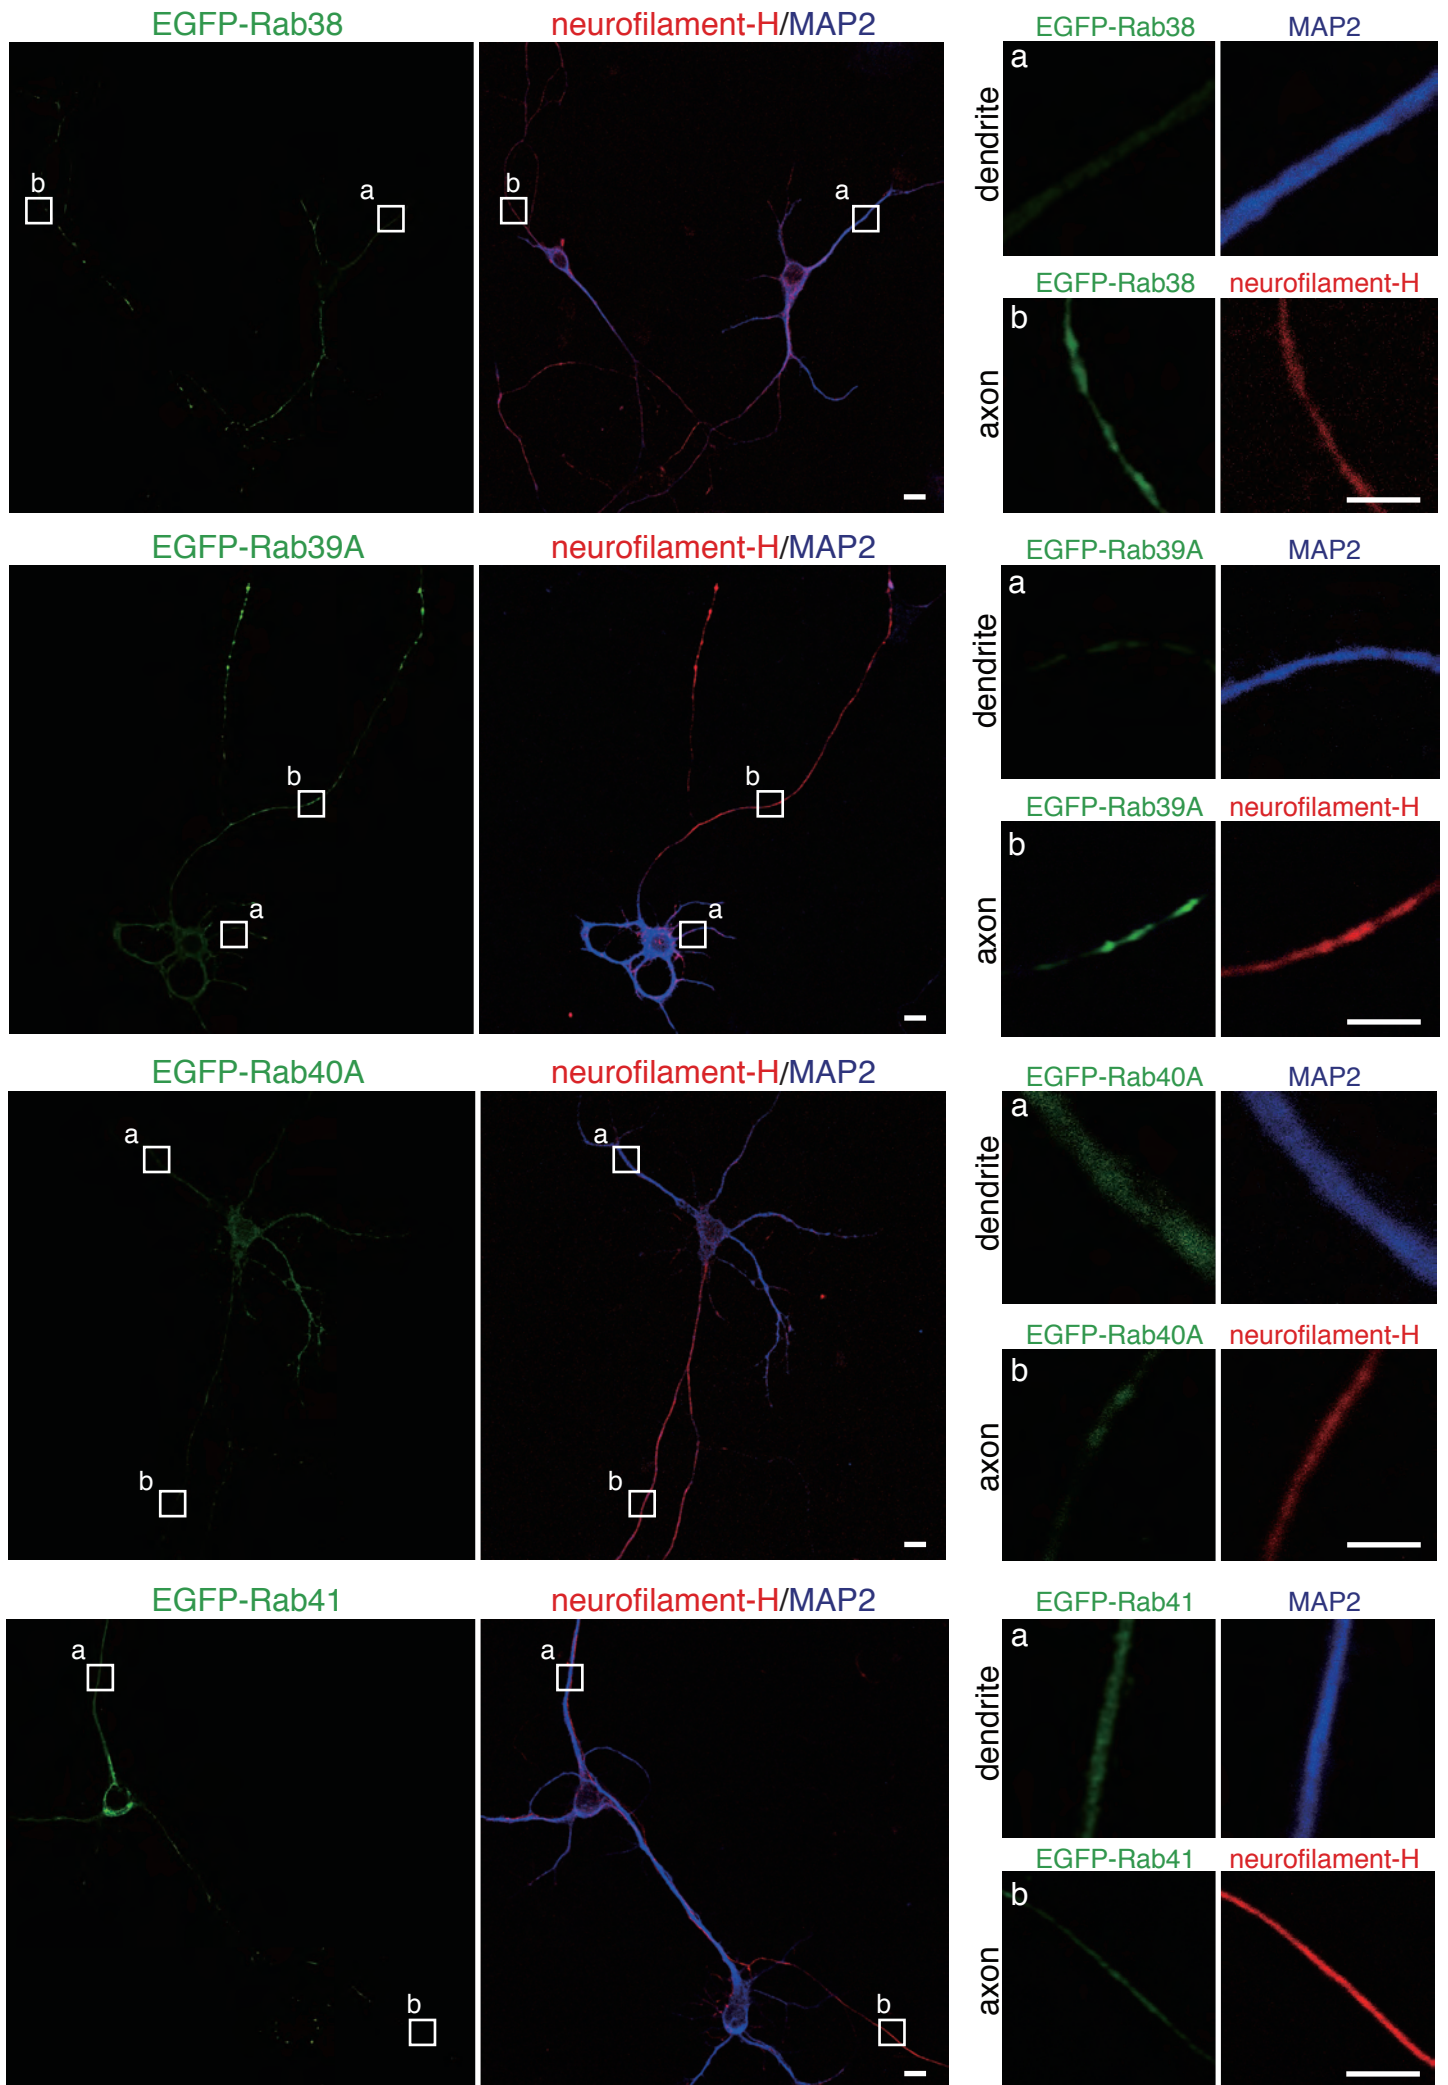 EGFP-Rab38 neurofilament-H/MAP2 EGFP-Rab38 MAP2
b a b a a
dendrite
EGFP-Rab38 neurofilament-H
b
axon
EGFP-Rab39A neurofilament-H/MAP2 EGFP-Rab39A MAP2
a
dendrite
b b
EGFP-Rab39A neurofilament-H
b
a a
axon
EGFP-Rab40A neurofilament-H/MAP2 EGFP-Rab40A MAP2
a a a
dendrite
EGFP-Rab40A neurofilament-H
b
b b
axon
EGFP-Rab41 neurofilament-H/MAP2 EGFP-Rab41 MAP2
a a a
dendrite
EGFP-Rab41 neurofilament-H
b
b b
axon